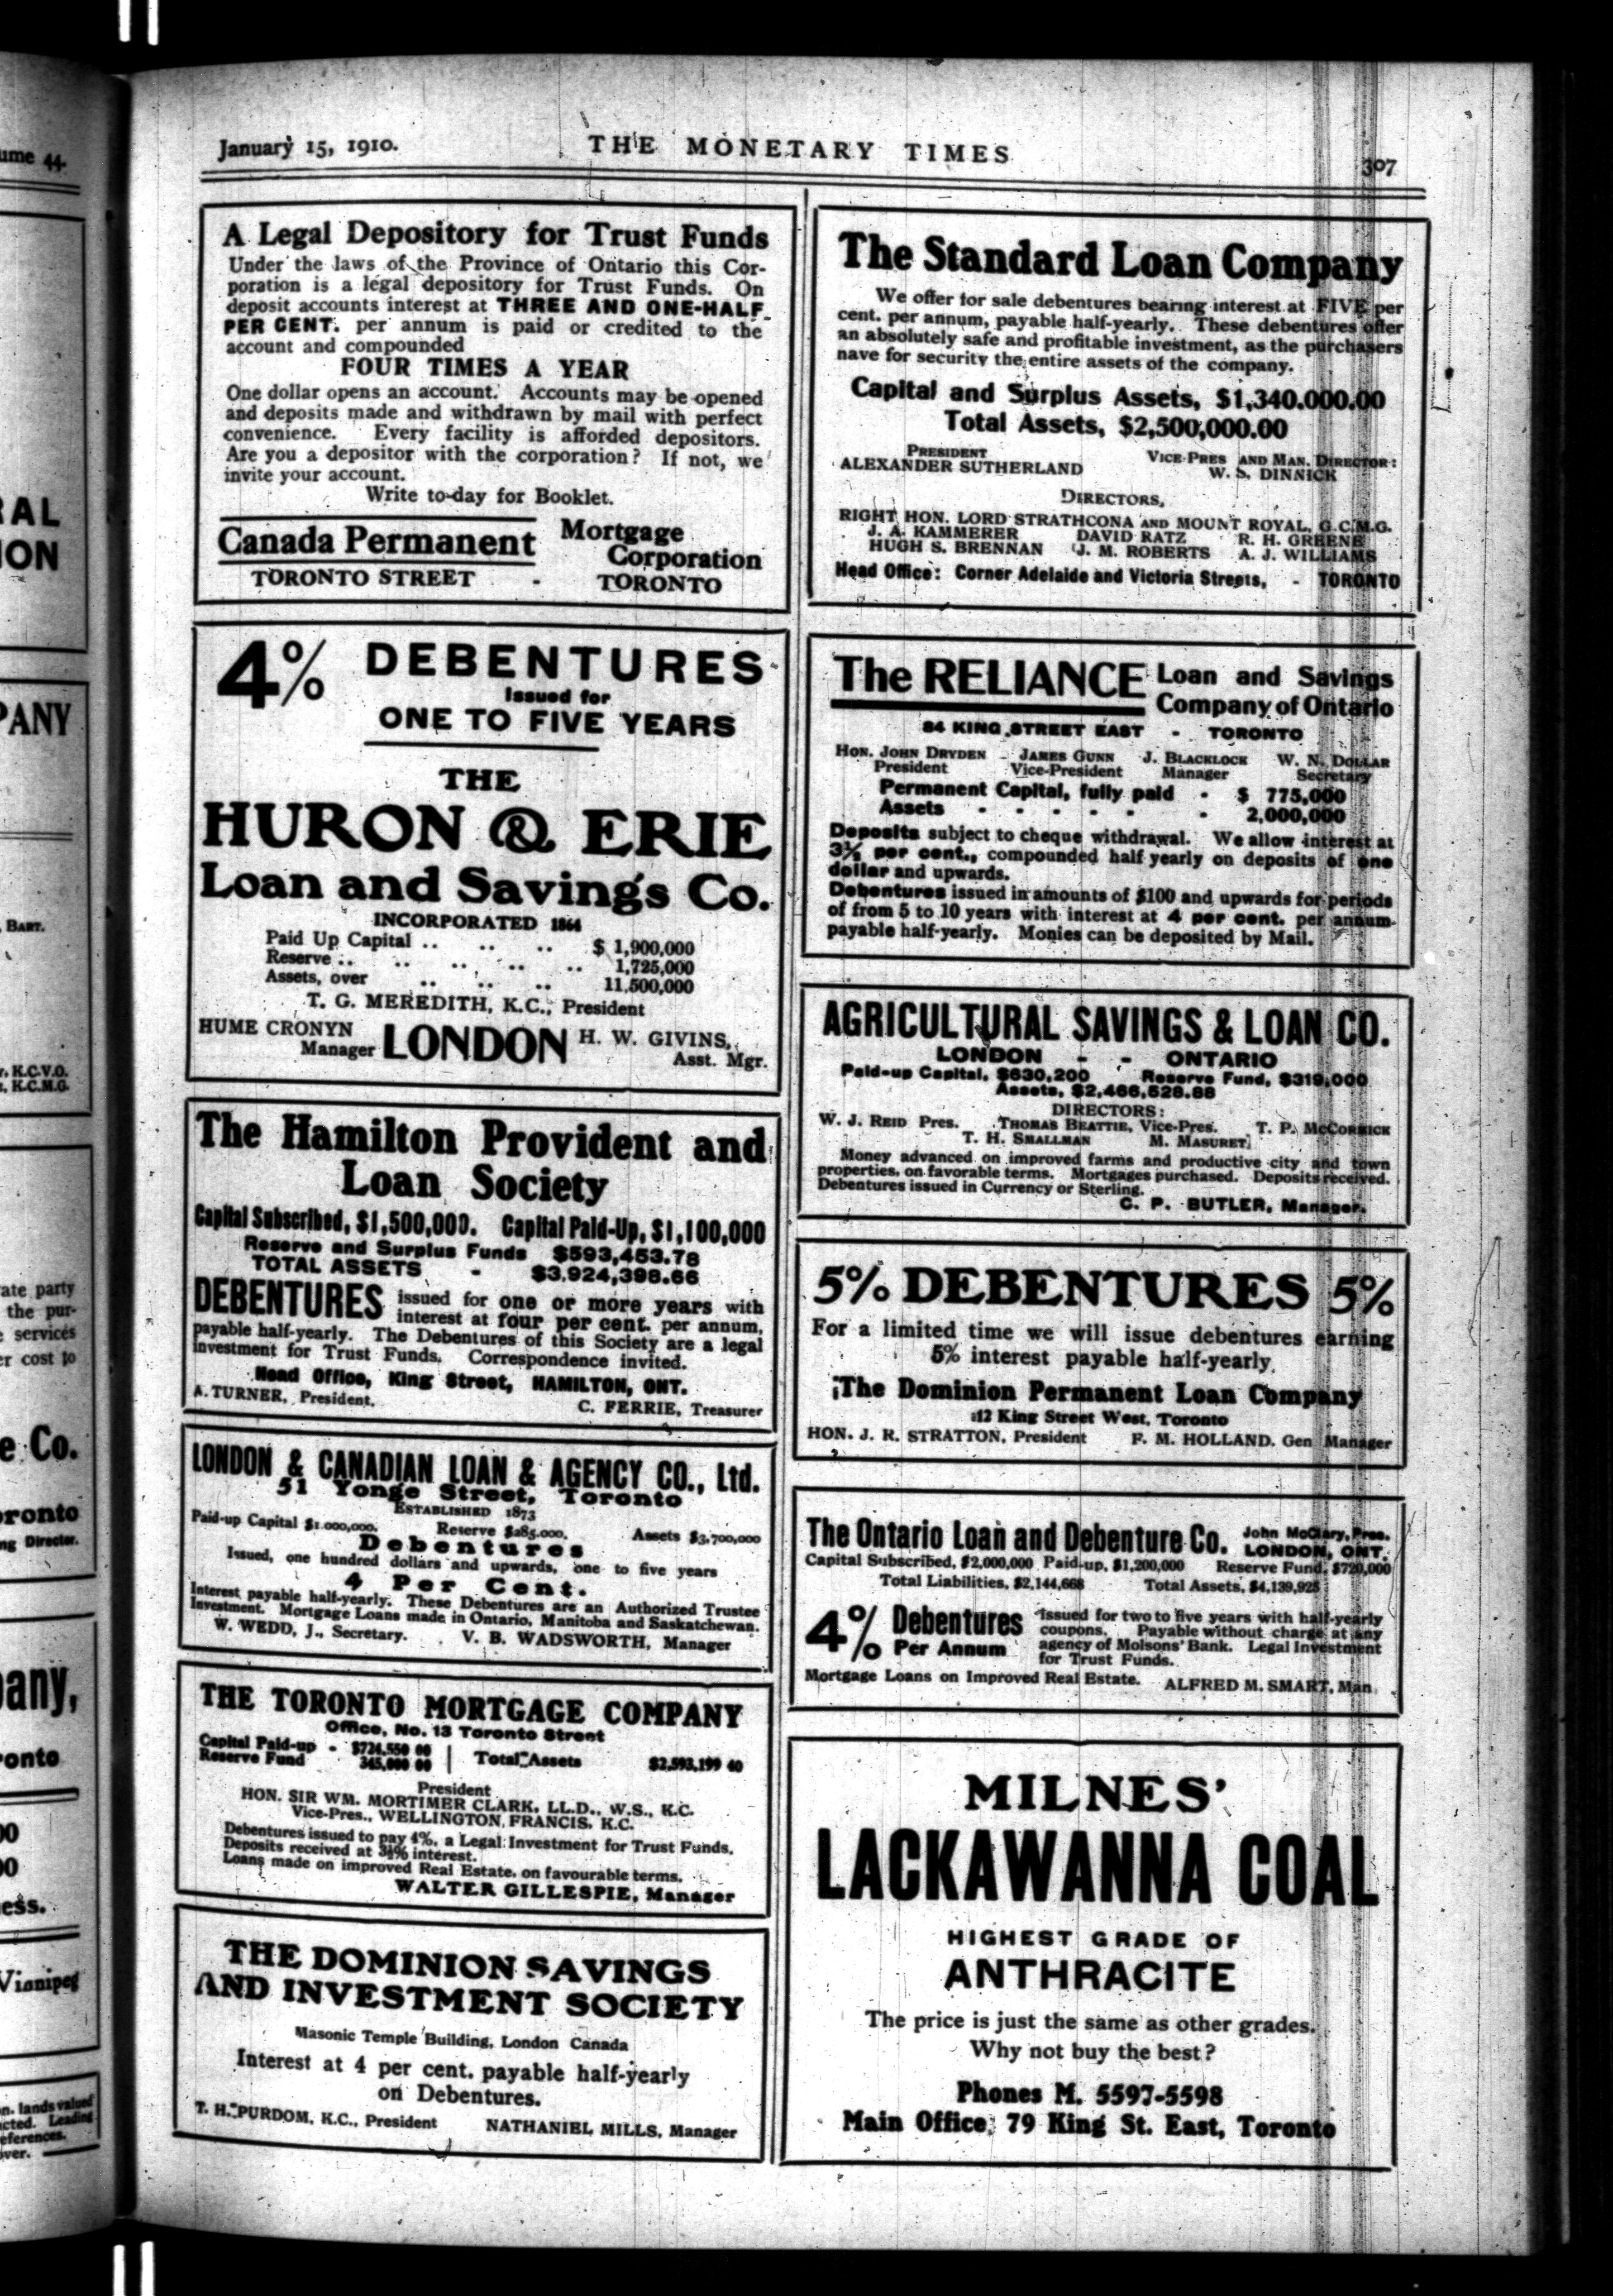 January 15, 1910.
THE MONETARY TIMES
307
A Legal Depository for Trust Funds
Under the laws of the Province of Ontario this Cor-
poration is a legal depository for Trust Funds. On
deposit accounts interest at THREE AND ONE-HALF
PER CENT. per annum is paid or credited to the
account and compounded
FOUR TIMES A YEAR
One dollar opens an account. Accounts may be opened
and deposits made and withdrawn by mail with perfect
convenience. Every facility is afforded depositors.
Are you a depositor with the corporation? If not, we
invite your account.
Write to-day for Booklet.
Canada Permanent Mortgage
Corporation
TORONTO STREET - TORONTO
4% DEBENTURES
Issued for
ONE TO FIVE YEARS
THE
HURON & ERIE
Loan and Savings Co.
INCORPORATED 1864
Paid Up Capital .. .. .. $ 1,900,000
Reserve .. .. .. .. .. 1,725,000
Assets, over .. .. .. 11,500,000
T. G. MEREDITH, K.C., President
HUME CRONYN
Manager
LONDON
H. W. GIVINS,
Asst. Mgr.
The Hamilton Provident and
Loan Society
Capital Subscribed, $1,500,000. Capital Paid-Up, $1,100,000
Reserve and Surplus Funds $593,453.78
TOTAL ASSETS - $3,924,398.66
DEBENTURES issued for one or more years with
interest at four per cent. per annum,
payable half-yearly. The Debentures of this Society are a legal
investment for Trust Funds. Correspondence invited.
Head Office, King Street, HAMILTON, ONT.
A. TURNER, President. C. FERRIE, Treasurer
LONDON & CANADIAN LOAN & AGENCY CO., Ltd.
51 Yonge Street, Toronto
ESTABLISHED 1873
Paid-up Capital $1,000,000. Reserve $285,000. Assets $3,700,000
Debentures
Issued, one hundred dollars and upwards, one to five years
4 Per Cent.
Interest payable half-yearly. These Debentures are an Authorized Trustee
Investment. Mortgage Loans made in Ontario, Manitoba and Saskatchewan.
W. WEDD, J., Secretary. V. B. WADSWORTH, Manager
THE TORONTO MORTGAGE COMPANY
Office, No. 13 Toronto Street
Capital Paid-up - $724,550 00 | Total Assets $2,593,199 40
Reserve Fund 345,000 00
President
HON. SIR WM. MORTIMER CLARK, LL.D., W.S., K.C.
Vice-Pres., WELLINGTON FRANCIS, K.C.
Debentures issued to pay 4%, a Legal Investment for Trust Funds.
Deposits received at 3½% interest.
Loans made on improved Real Estate, on favourable terms.
WALTER GILLESPIE, Manager
THE DOMINION SAVINGS
AND INVESTMENT SOCIETY
Masonic Temple Building, London Canada
Interest at 4 per cent. payable half-yearly
on Debentures.
T. H. PURDOM, K.C., President NATHANIEL MILLS, Manager
The Standard Loan Company
We offer for sale debentures bearing interest at FIVE per
cent. per annum, payable half-yearly. These debentures offer
an absolutely safe and profitable investment, as the purchasers
have for security the entire assets of the company.
Capital and Surplus Assets, $1,340.000.00
Total Assets, $2,500,000.00
PRESIDENT VICE-PRES AND MAN. DIRECTOR:
ALEXANDER SUTHERLAND W. S. DINNICK
DIRECTORS,
RIGHT HON. LORD STRATHCONA AND MOUNT ROYAL, G.C.M.G.
J. A. KAMMERER DAVID RATZ R. H. GREENE
HUGH S. BRENNAN J. M. ROBERTS A. J. WILLIAMS
Head Office: Corner Adelaide and Victoria Streets, - TORONTO
The RELIANCE Loan and Savings
Company of Ontario
84 KING STREET EAST - TORONTO
HON. JOHN DRYDEN JAMES GUNN J. BLACKLOCK W. N. DOLLAR
President Vice-President Manager Secretary
Permanent Capital, fully paid - $ 775,000
Assets - - - - - - 2,000,000
Deposits subject to cheque withdrawal. We allow interest at
3½ per cent., compounded half yearly on deposits of one
dollar and upwards.
Debentures issued in amounts of $100 and upwards for periods
of from 5 to 10 years with interest at 4 per cent. per annum-
payable half-yearly. Monies can be deposited by Mail.
AGRICULTURAL SAVINGS & LOAN CO.
LONDON - - ONTARIO
Paid-up Capital, $630,200 Reserve Fund, $319,000
Assets, $2,466,528.88
DIRECTORS:
W. J. REID Pres. THOMAS BEATTIE, Vice-Pres. T. P. McCORMICK
T. H. SMALLMAN M. MASURET
Money advanced on improved farms and productive city and town
properties, on favorable terms. Mortgages purchased. Deposits received.
Debentures issued in Currency or Sterling.
C. P. BUTLER, Manager.
5% DEBENTURES 5%
For a limited time we will issue debentures earning
5% interest payable half-yearly.
The Dominion Permanent Loan Company
12 King Street West, Toronto
HON. J. R. STRATTON, President F. M. HOLLAND. Gen Manager
The Ontario Loan and Debenture Co. John McClary, Pres.
LONDON, ONT.
Capital Subscribed, $2,000,000 Paid-up, $1,200,000 Reserve Fund, $720,000
Total Liabilities, $2,144,668 Total Assets, $4,139,925
4% Debentures
Per Annum
Issued for two to five years with half-yearly
coupons. Payable without charge at any
agency of Molsons' Bank. Legal Investment
for Trust Funds.
Mortgage Loans on Improved Real Estate. ALFRED M. SMART, Man
MILNES'
LACKAWANNA COAL
HIGHEST GRADE OF
ANTHRACITE
The price is just the same as other grades.
Why not buy the best?
Phones M. 5597-5598
Main Office: 79 King St. East, Toronto